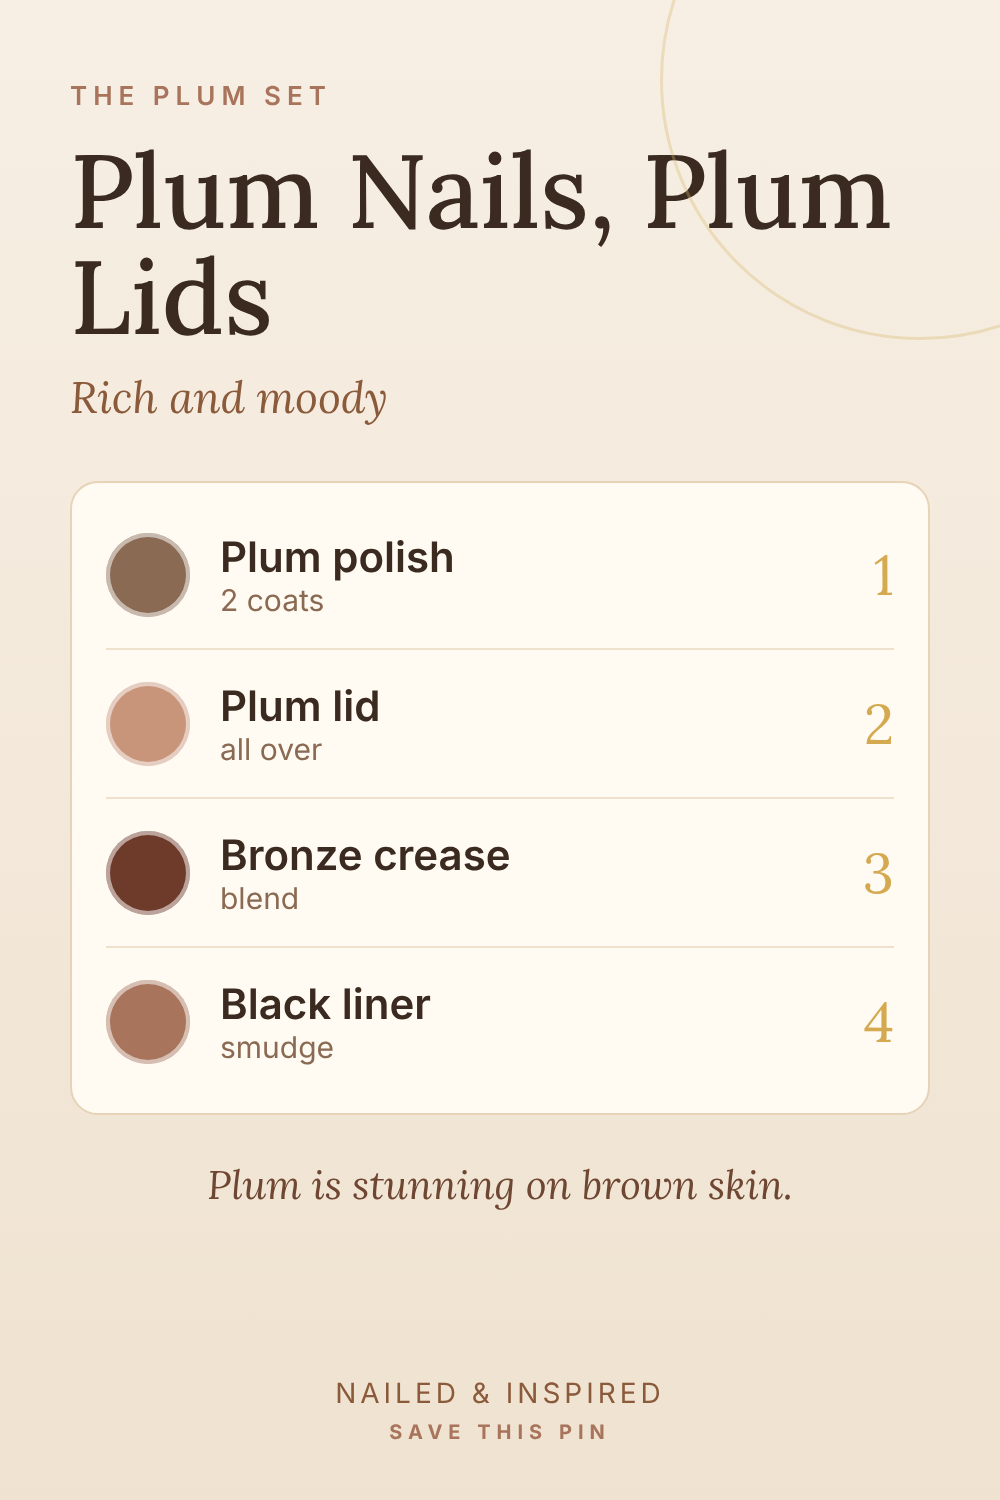 THE PLUM SET
Plum Nails, Plum
Lids
Rich and moody
Plum polish
2 coats
1
Plum lid
all over
2
Bronze crease
blend
3
Black liner
smudge
4
Plum is stunning on brown skin.
NAILED & INSPIRED
SAVE THIS PIN